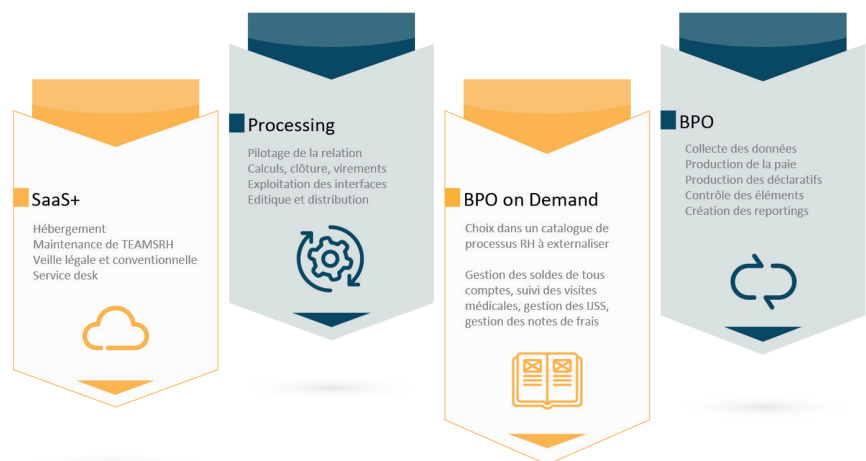 SaaS+
Hébergement
Maintenance de TEAMSRH
Veille légale et conventionnelle
Service desk
Processing
Pilotage de la relation
Calculs, clôture, virements
Exploitation des interfaces
Editique et distribution
BPO on Demand
Choix dans un catalogue de
processus RH à externaliser
Gestion des soldes de tous
comptes, suivi des visites
médicales, gestion des IJSS,
gestion des notes de frais
BPO
Collecte des données
Production de la paie
Production des déclaratifs
Contrôle des éléments
Création des reportings